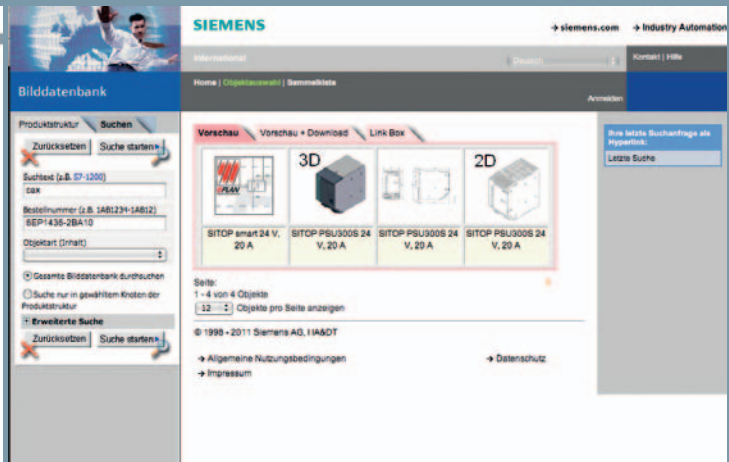 SIEMENS
→ siemens.com → Industry Automation
International
Deutsch
Kontakt | Hilfe
Bilddatenbank
Home | Objektauswahl | Sammelliste
Anmelden
Produktstruktur Suchen
Zurücksetzen Suche starten
Suchtext (z.B. S7-1200)
cax
Bestellnummer (z.B. 1AB1234-1AB12)
6EP1436-2BA10
Objektart (Inhalt)
Gesamte Bilddatenbank durchsuchen
Suche nur in gewähltem Knoten der
Produktstruktur
+ Erweiterte Suche
Zurücksetzen Suche starten
Vorschau Vorschau + Download Link Box
EPLAN
3D
2D
SITOP smart 24 V,
20 A
SITOP PSU300S 24
V, 20 A
SITOP PSU300S 24
V, 20 A
SITOP PSU300S 24
V, 20 A
Seite:
1 - 4 von 4 Objekte
12 Objekte pro Seite anzeigen
© 1998 - 2011 Siemens AG, IIA&DT
→ Allgemeine Nutzungsbedingungen
→ Datenschutz
→ Impressum
Ihre letzte Suchanfrage als
Hyperlink:
Letzte Suche